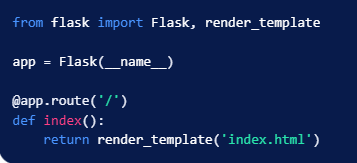 from flask import Flask, render_template

app = Flask(__name__)

@app.route('/')
def index():
    return render_template('index.html')